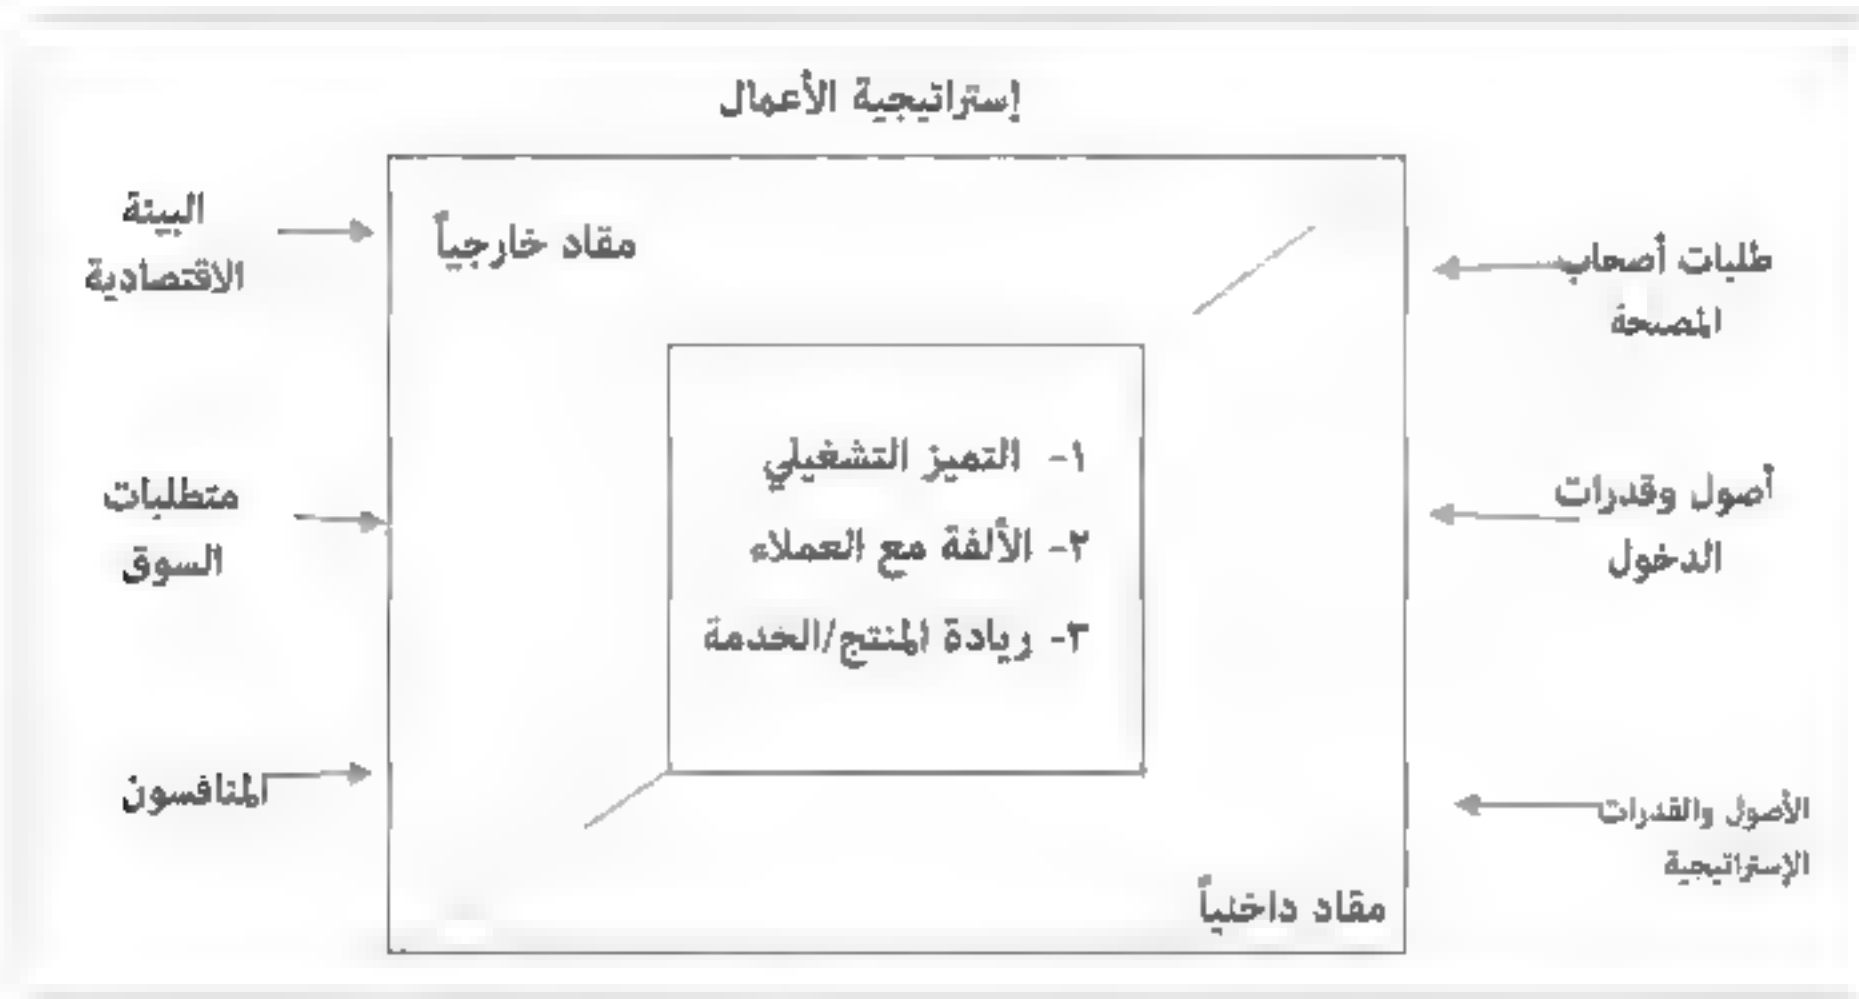 إستراتيجية الأعمال
مقاد خارجياً
البيئة
الاقتصادية
متطلبات
السوق
المنافسون
طلبات أصحاب
المصلحة
أصول وقدرات
الدخول
الأصول والقدرات
الإستراتيجية
١- التميز التشغيلي
٢- الألفة مع العملاء
٣- ريادة المنتج/الخدمة
مقاد داخلياً